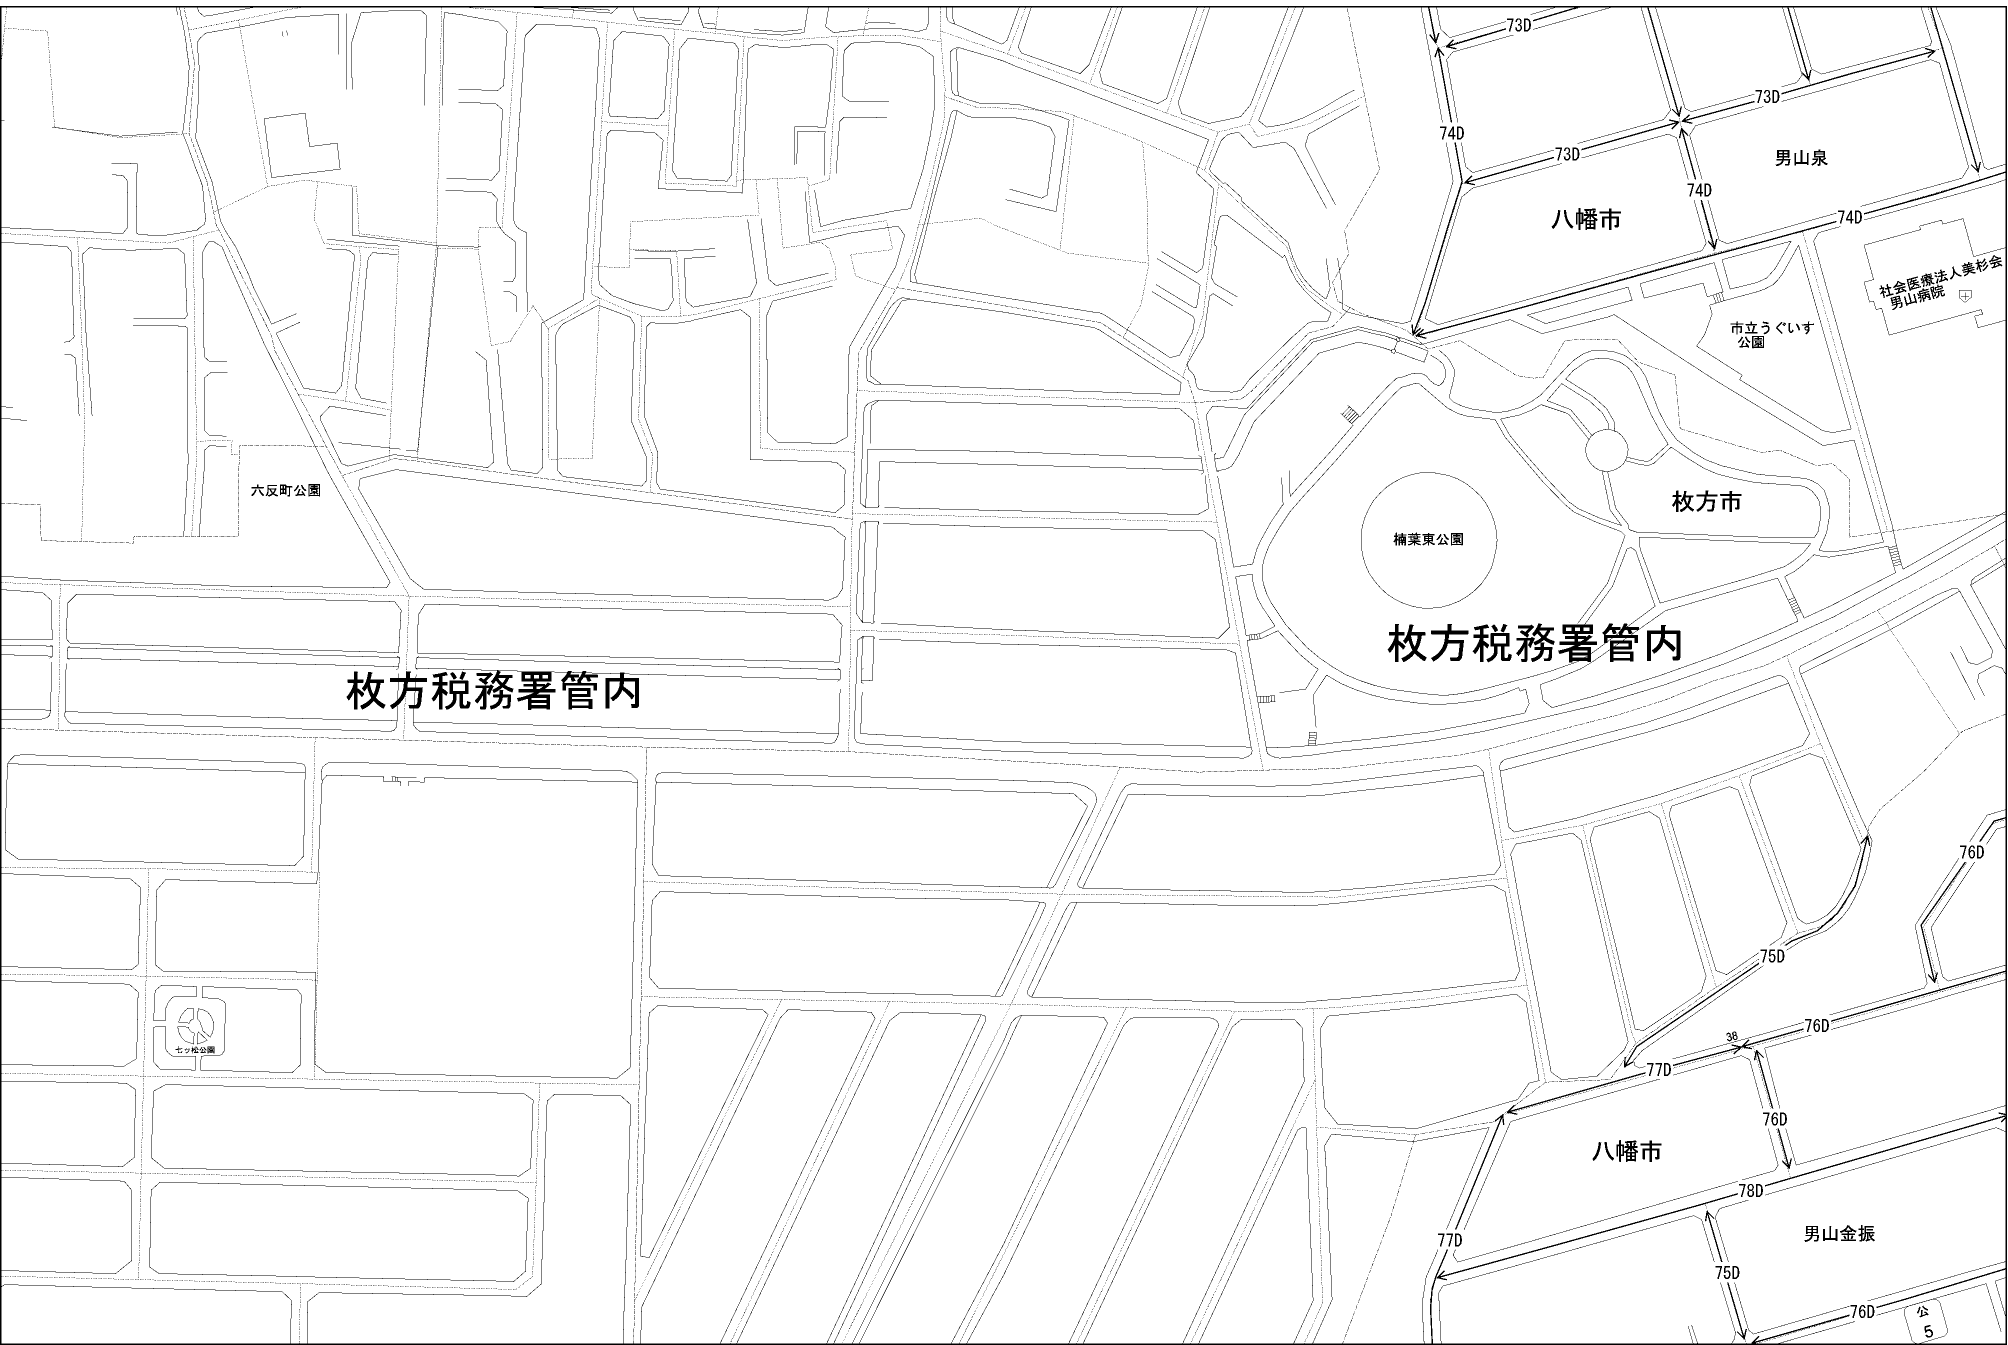 73D
73D
74D
73D
男山泉
74D
八幡市
74D
社会医療法人美杉会
男山病院
市立うぐいす
公園
六反町公園
枚方市
楠葉東公園
枚方税務署管内
枚方税務署管内
76D
75D
七ッ松公園
38
76D
77D
76D
八幡市
78D
男山金振
77D
75D
76D
公
5